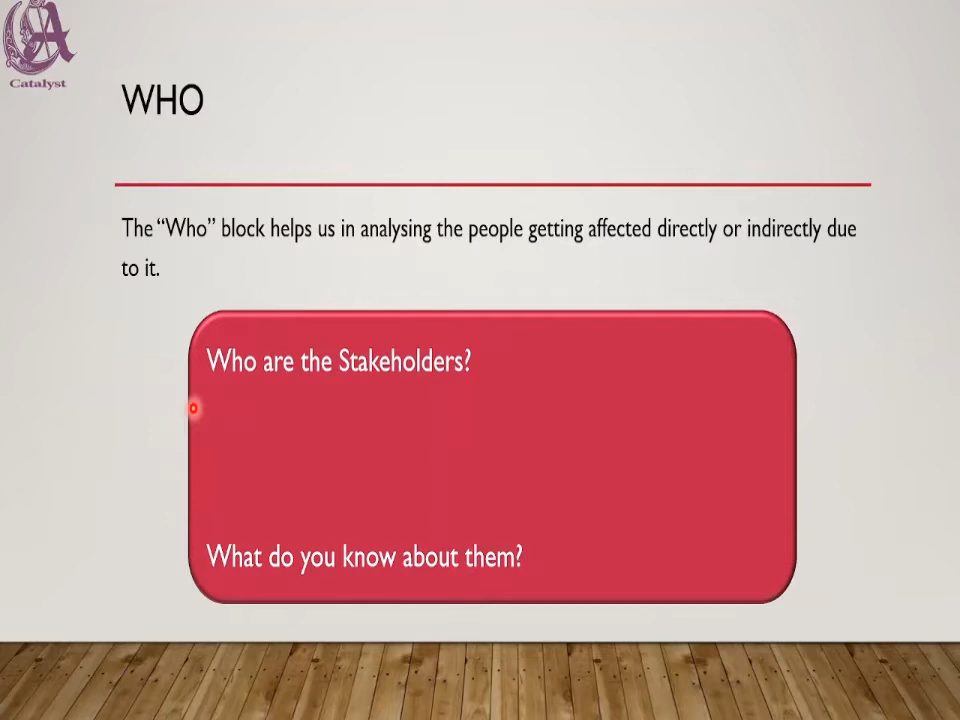 A
Catalyst
WHO
The “Who” block helps us in analysing the people getting affected directly or indirectly due
to it.
Who are the Stakeholders?
What do you know about them?